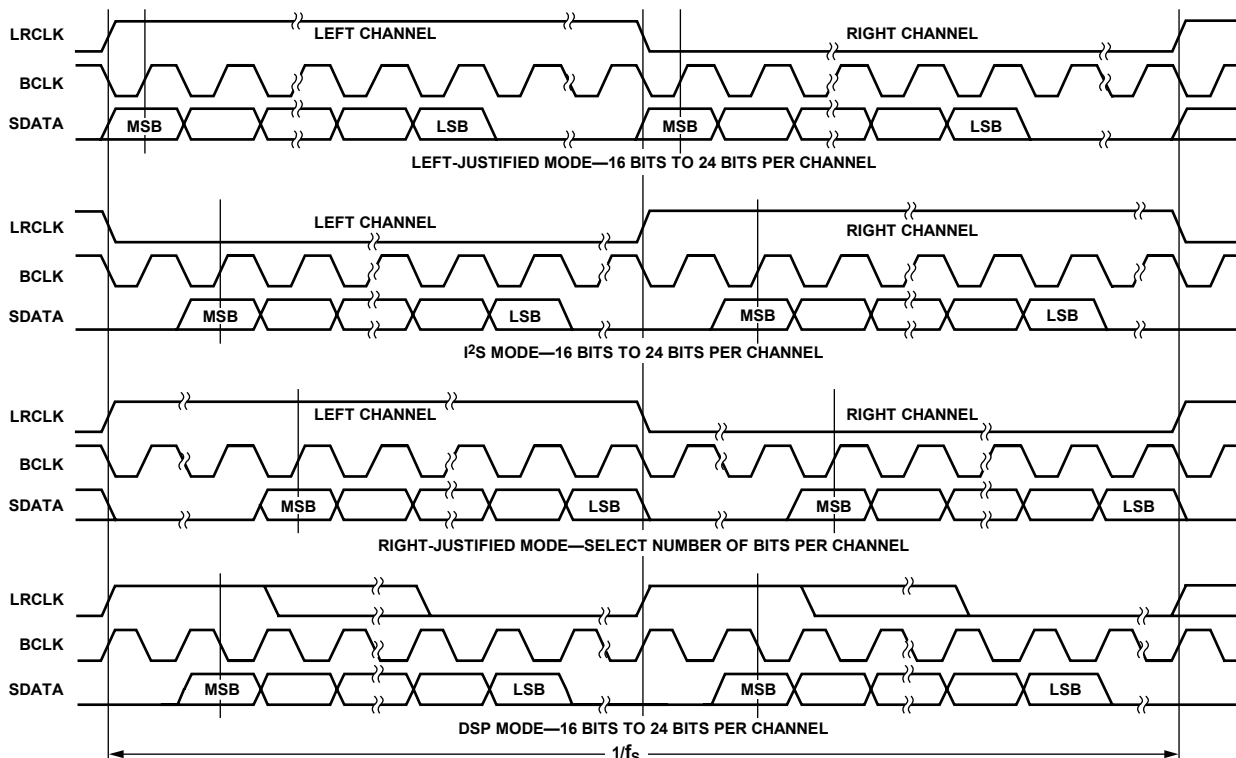 LRCLK LEFT CHANNEL RIGHT CHANNEL
BCLK
SDATA MSB LSB MSB LSB
LEFT-JUSTIFIED MODE—16 BITS TO 24 BITS PER CHANNEL
LRCLK LEFT CHANNEL RIGHT CHANNEL
BCLK
SDATA MSB LSB MSB LSB
I²S MODE—16 BITS TO 24 BITS PER CHANNEL
LRCLK LEFT CHANNEL RIGHT CHANNEL
BCLK
SDATA MSB LSB MSB LSB
RIGHT-JUSTIFIED MODE—SELECT NUMBER OF BITS PER CHANNEL
LRCLK
BCLK
SDATA MSB LSB MSB LSB
DSP MODE—16 BITS TO 24 BITS PER CHANNEL
1/fS